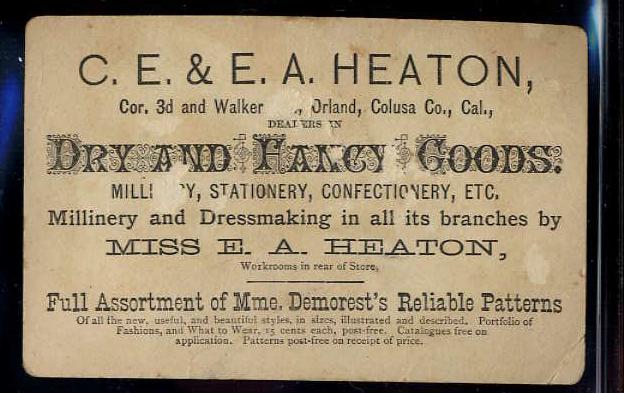 C. E. & E. A. HEATON,
Cor. 3d and Walker , Orland, Colusa Co., Cal.,
DEALERS IN
DRY AND FANCY GOODS.
MILLINERY, STATIONERY, CONFECTIONERY, ETC.
Millinery and Dressmaking in all its branches by
MISS E. A. HEATON,
Workrooms in rear of Store.
Full Assortment of Mme. Demorest's Reliable Patterns
Of all the new, useful, and beautiful styles, in sizes, illustrated and described. Portfolio of
Fashions, and What to Wear, 15 cents each, post-free. Catalogues free on
application. Patterns post-free on receipt of price.